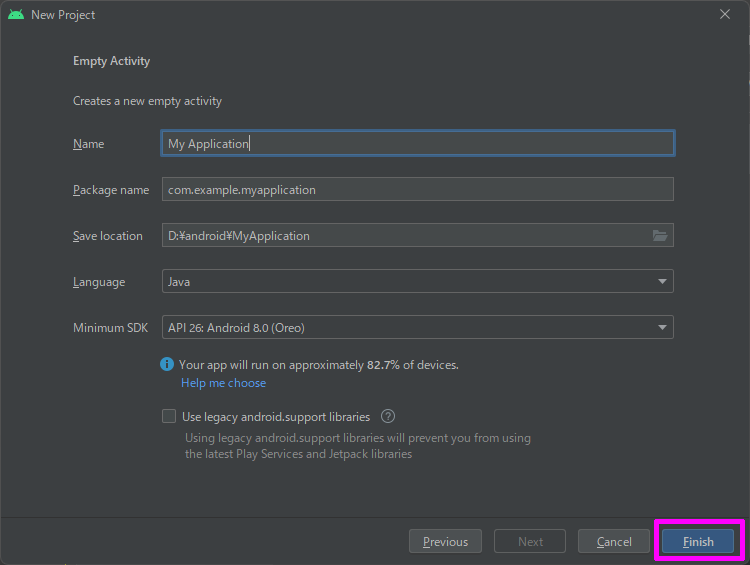 New Project
Empty Activity
Creates a new empty activity
Name My Application
Package name com.example.myapplication
Save location D:¥android¥MyApplication
Language Java
Minimum SDK API 26: Android 8.0 (Oreo)
Your app will run on approximately 82.7% of devices.
Help me choose
Use legacy android.support libraries ?
Using legacy android.support libraries will prevent you from using
the latest Play Services and Jetpack libraries
Previous Next Cancel Finish